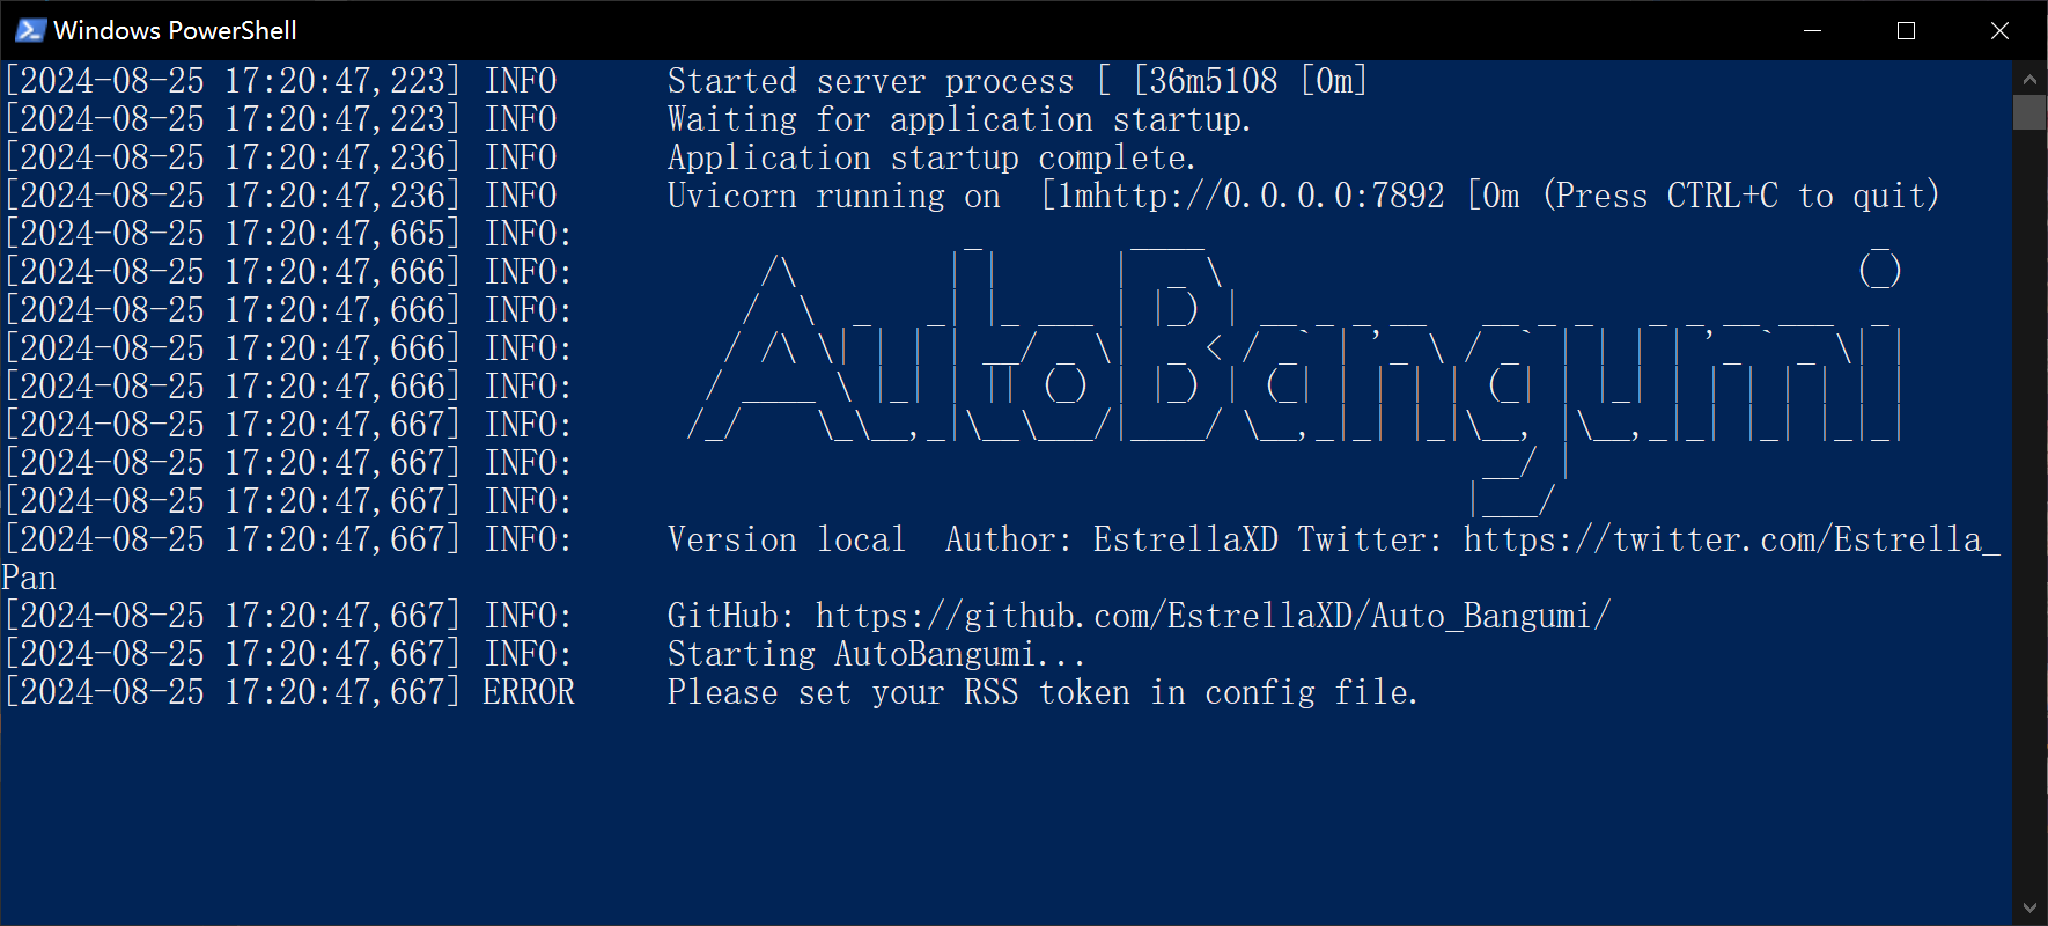 Windows PowerShell
[2024-08-25 17:20:47,223] INFO     Started server process [ [36m5108 [0m]
[2024-08-25 17:20:47,223] INFO     Waiting for application startup.
[2024-08-25 17:20:47,236] INFO     Application startup complete.
[2024-08-25 17:20:47,236] INFO     Uvicorn running on  [1mhttp://0.0.0.0:7892 [0m (Press CTRL+C to quit)
[2024-08-25 17:20:47,665] INFO:
[2024-08-25 17:20:47,666] INFO:
[2024-08-25 17:20:47,666] INFO:
[2024-08-25 17:20:47,666] INFO:     AutoBangumi
[2024-08-25 17:20:47,666] INFO:
[2024-08-25 17:20:47,667] INFO:
[2024-08-25 17:20:47,667] INFO:
[2024-08-25 17:20:47,667] INFO:
[2024-08-25 17:20:47,667] INFO:     Version local  Author: EstrellaXD Twitter: https://twitter.com/Estrella_
Pan
[2024-08-25 17:20:47,667] INFO:     GitHub: https://github.com/EstrellaXD/Auto_Bangumi/
[2024-08-25 17:20:47,667] INFO:     Starting AutoBangumi...
[2024-08-25 17:20:47,667] ERROR     Please set your RSS token in config file.